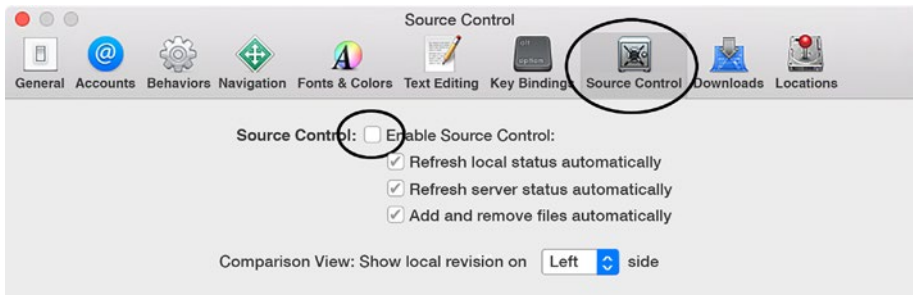 Source Control
General Accounts Behaviors Navigation Fonts & Colors Text Editing Key Bindings Source Control Downloads Locations
Source Control: Enable Source Control:
Refresh local status automatically
Refresh server status automatically
Add and remove files automatically
Comparison View: Show local revision on Left side